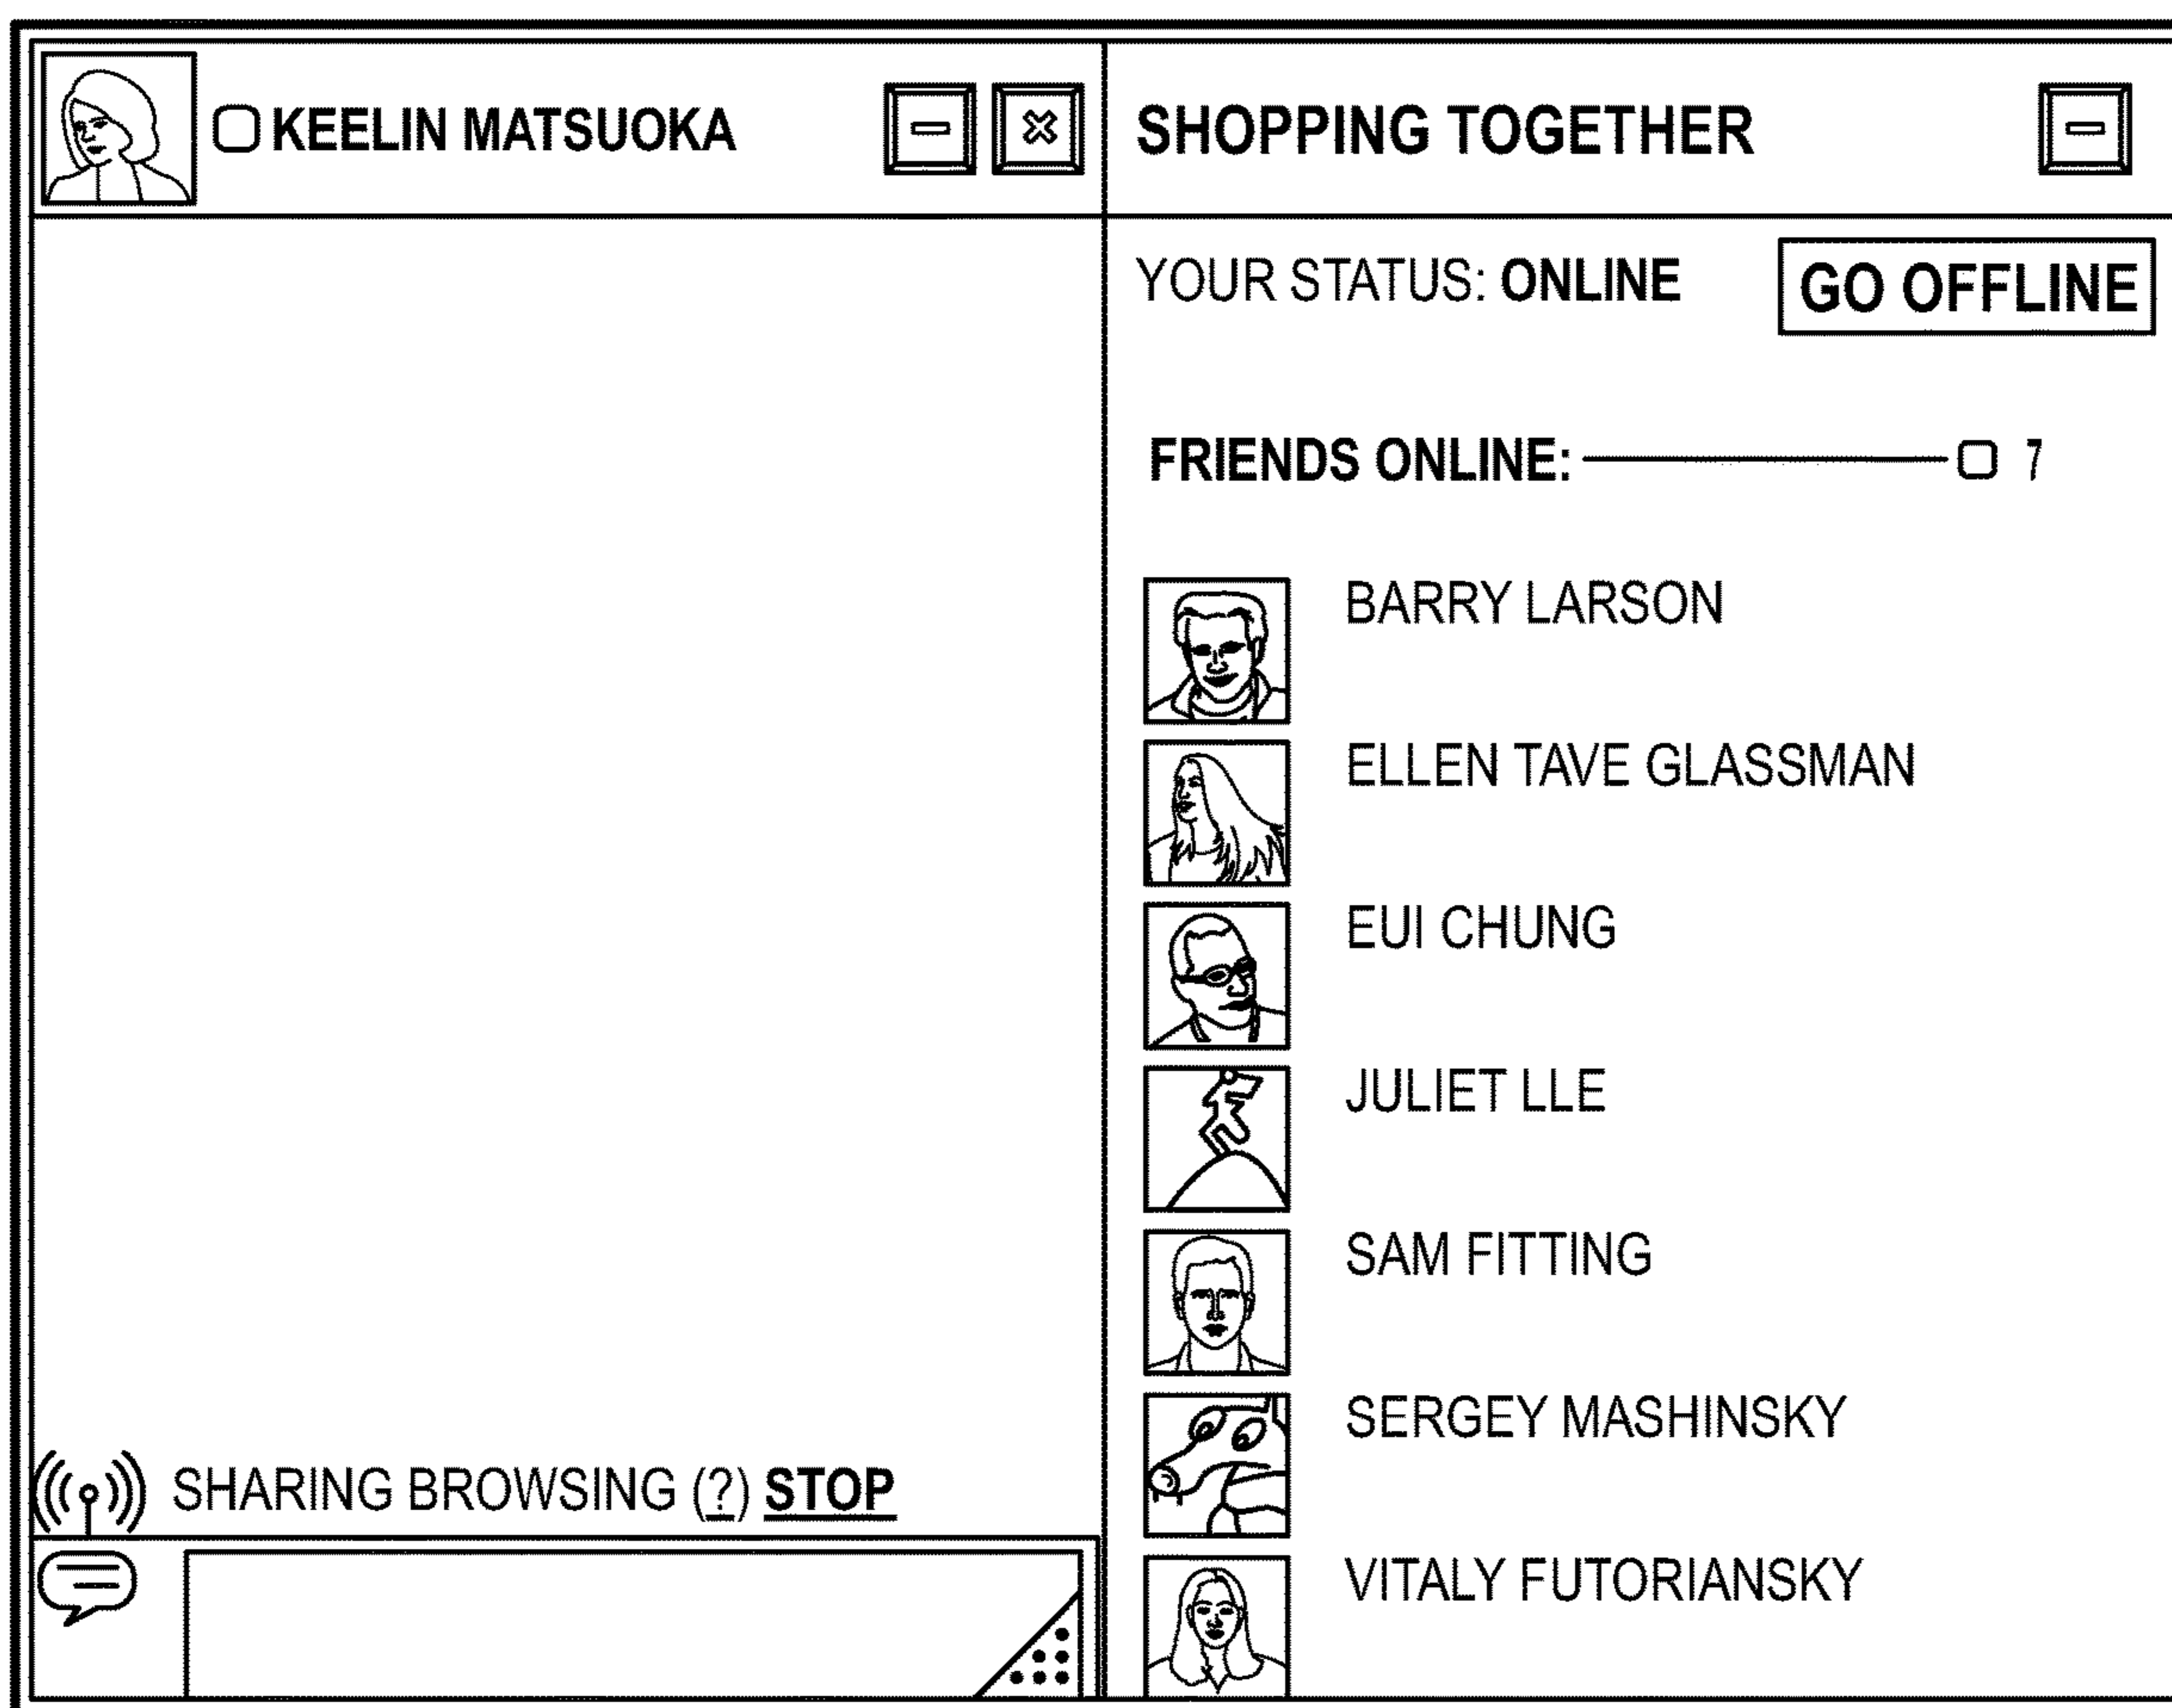 KEELIN MATSUOKA
SHARING BROWSING (?) STOP
SHOPPING TOGETHER
YOUR STATUS: ONLINE
GO OFFLINE
FRIENDS ONLINE: 7
BARRY LARSON
ELLEN TAVE GLASSMAN
EUI CHUNG
JULIET LLE
SAM FITTING
SERGEY MASHINSKY
VITALY FUTORIANSKY